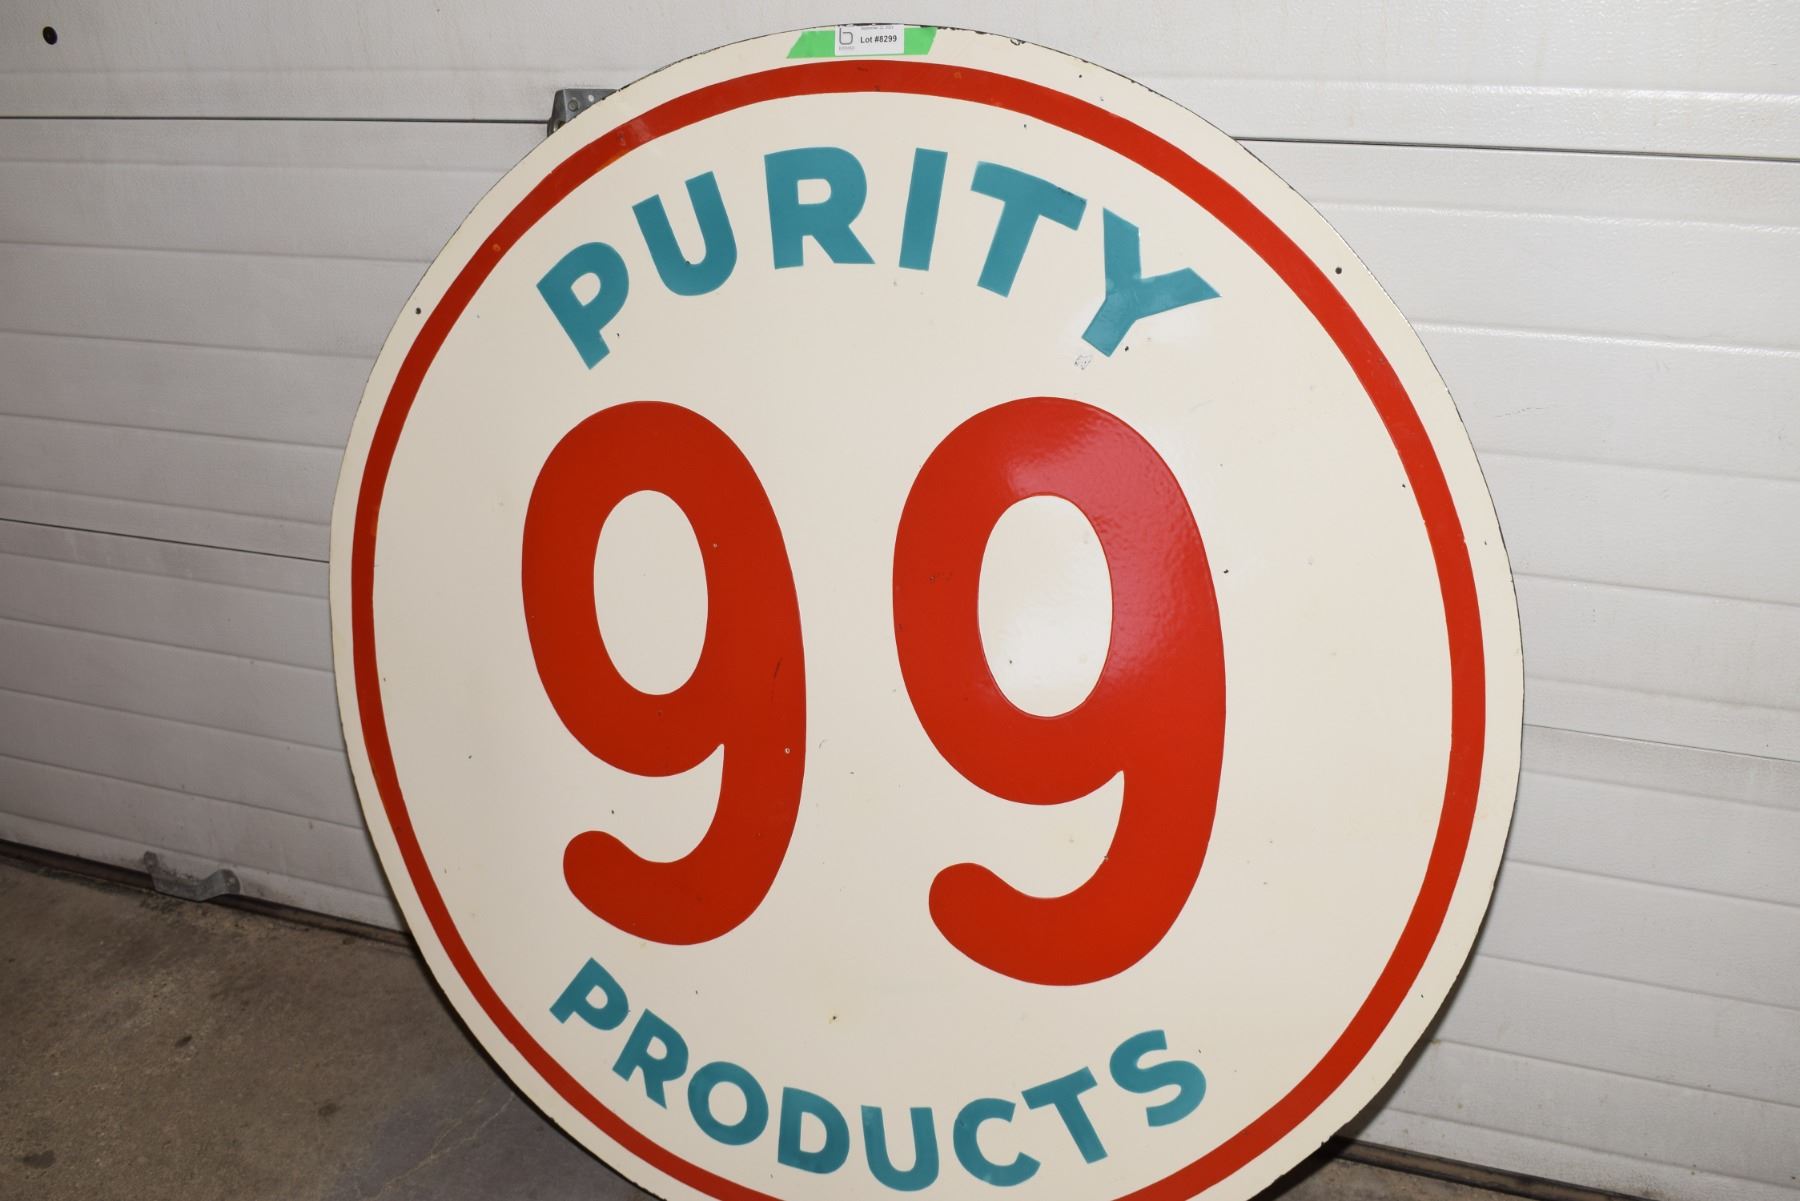 Lot #8299
PURITY
99
PRODUCTS